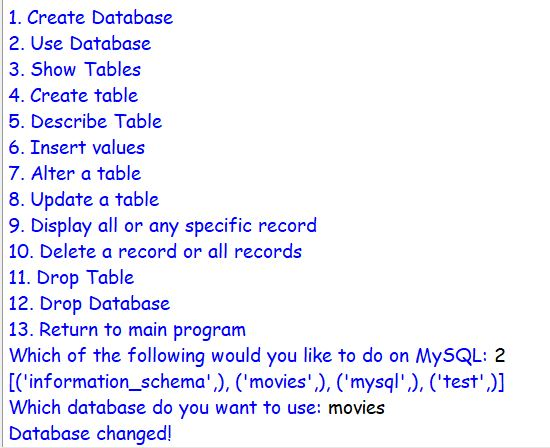 1. Create Database
2. Use Database
3. Show Tables
4. Create table
5. Describe Table
6. Insert values
7. Alter a table
8. Update a table
9. Display all or any specific record
10. Delete a record or all records
11. Drop Table
12. Drop Database
13. Return to main program
Which of the following would you like to do on MySQL: 2
[('information_schema',), ('movies',), ('mysql',), ('test',)]
Which database do you want to use: movies
Database changed!